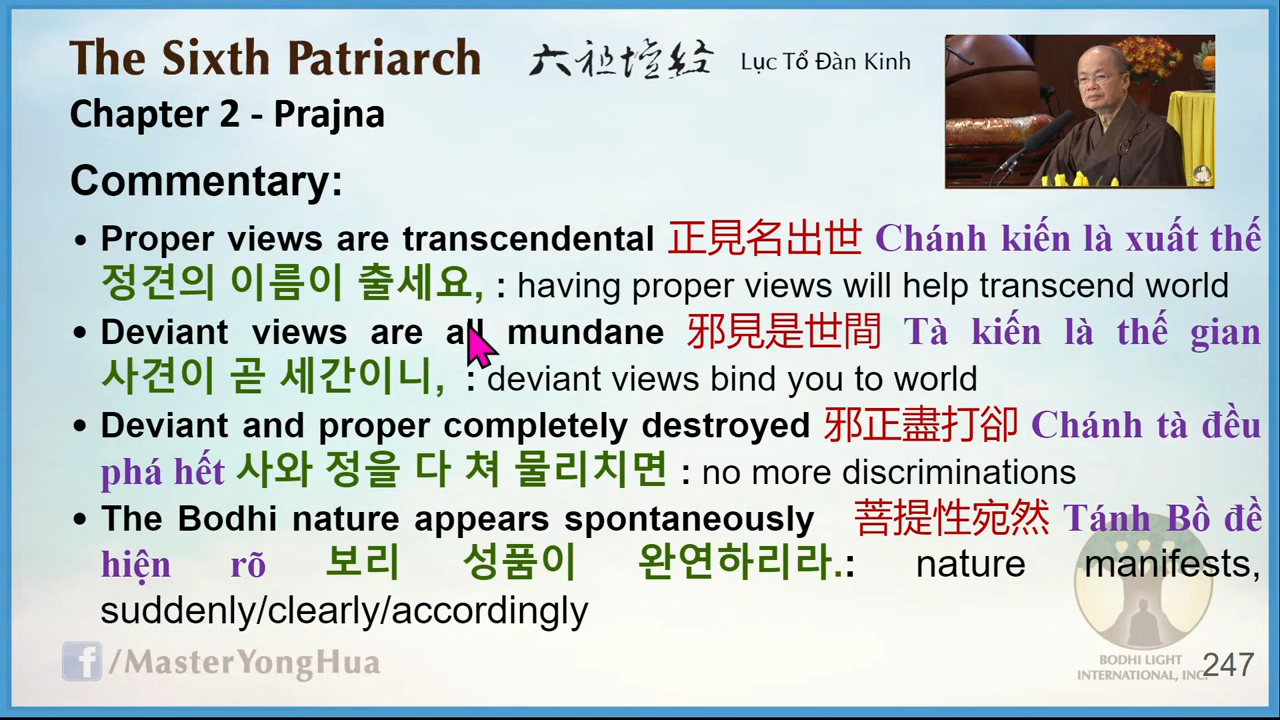 The Sixth Patriarch 六祖壇經 Lục Tổ Đàn Kinh
Chapter 2 - Prajna
Commentary:
• Proper views are transcendental 正見名出世 Chánh kiến là xuất thế
정견의 이름이 출세요, : having proper views will help transcend world
• Deviant views are all mundane 邪見是世間 Tà kiến là thế gian
사견이 곧 세간이니, : deviant views bind you to world
• Deviant and proper completely destroyed 邪正盡打卻 Chánh tà đều
phá hết 사와 정을 다 쳐 물리치면 : no more discriminations
• The Bodhi nature appears spontaneously 菩提性宛然 Tánh Bồ đề
hiện rõ 보리 성품이 완연하리라.: nature manifests,
suddenly/clearly/accordingly
f /MasterYongHua
BODHI LIGHT
INTERNATIONAL, INC.
247